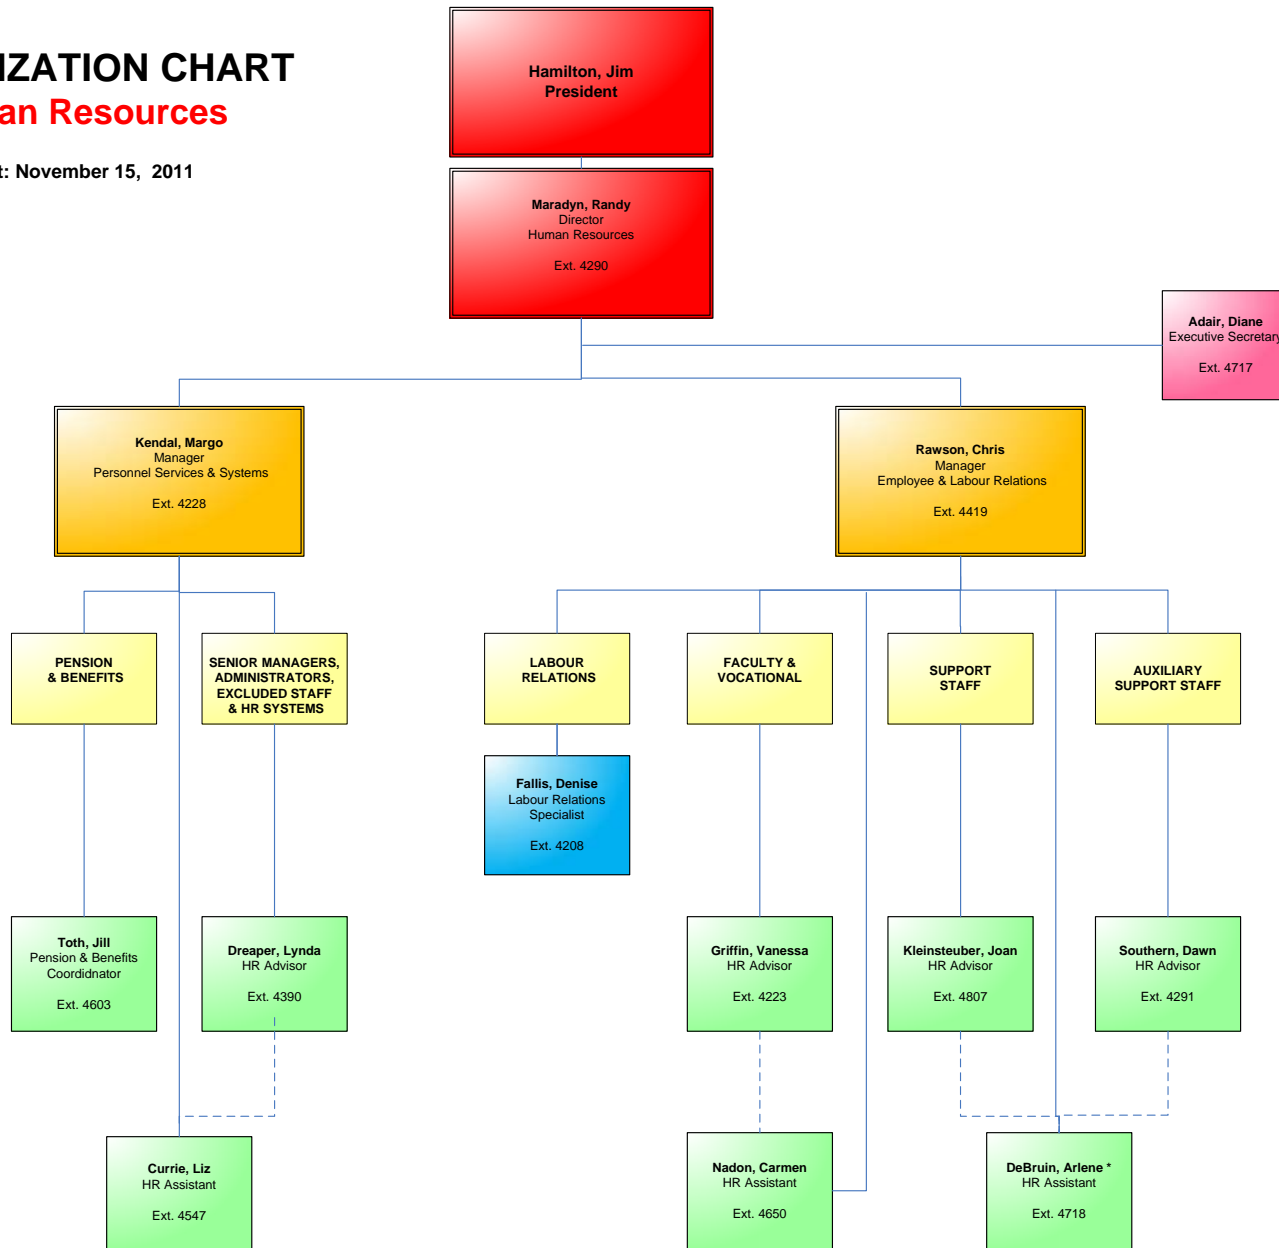 IZATION CHART
an Resources
t: November 15, 2011
Hamilton, Jim
President
Maradyn, Randy
Director
Human Resources
Ext. 4290
Adair, Diane
Executive Secretary
Ext. 4717
Kendal, Margo
Manager
Personnel Services & Systems
Ext. 4228
Rawson, Chris
Manager
Employee & Labour Relations
Ext. 4419
PENSION
& BENEFITS
SENIOR MANAGERS,
ADMINISTRATORS,
EXCLUDED STAFF
& HR SYSTEMS
LABOUR
RELATIONS
FACULTY &
VOCATIONAL
SUPPORT
STAFF
AUXILIARY
SUPPORT STAFF
Fallis, Denise
Labour Relations
Specialist
Ext. 4208
Toth, Jill
Pension & Benefits
Coordidnator
Ext. 4603
Dreaper, Lynda
HR Advisor
Ext. 4390
Griffin, Vanessa
HR Advisor
Ext. 4223
Kleinsteuber, Joan
HR Advisor
Ext. 4807
Southern, Dawn
HR Advisor
Ext. 4291
Currie, Liz
HR Assistant
Ext. 4547
Nadon, Carmen
HR Assistant
Ext. 4650
DeBruin, Arlene *
HR Assistant
Ext. 4718